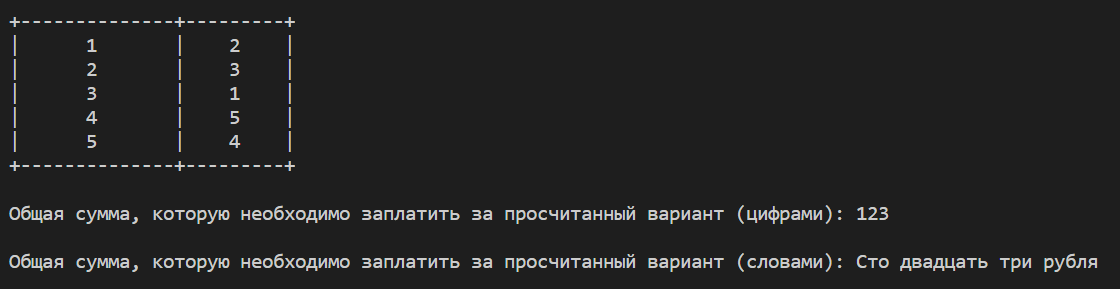 +--------------+---------+
|      1       |    2    |
|      2       |    3    |
|      3       |    1    |
|      4       |    5    |
|      5       |    4    |
+--------------+---------+
Общая сумма, которую необходимо заплатить за просчитанный вариант (цифрами): 123
Общая сумма, которую необходимо заплатить за просчитанный вариант (словами): Сто двадцать три рубля